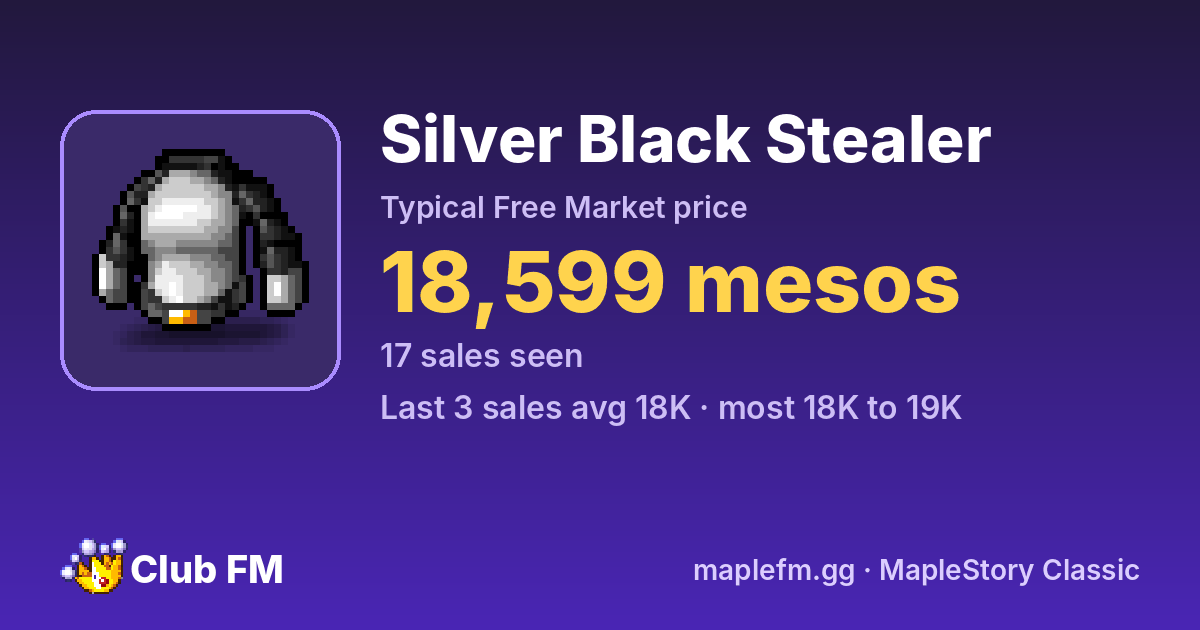 Silver Black Stealer
Typical Free Market price
18,599 mesos
17 sales seen
Last 3 sales avg 18K · most 18K to 19K
Club FM
maplefm.gg · MapleStory Classic